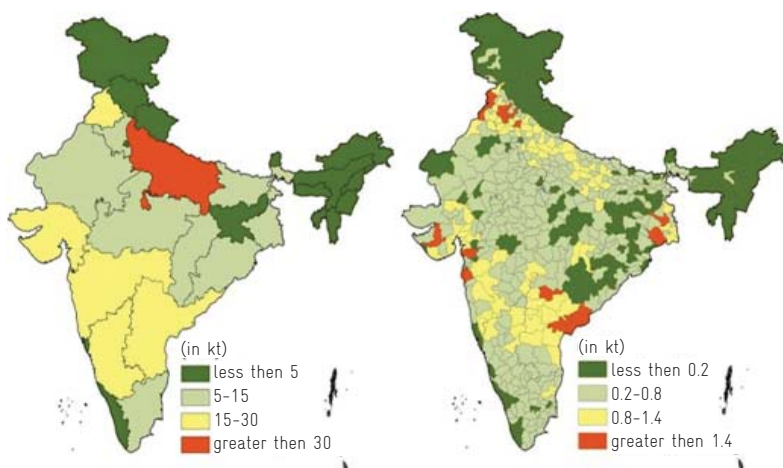 (in kt)
less then 5
5-15
15-30
greater then 30
(in kt)
less then 0.2
0.2-0.8
0.8-1.4
greater then 1.4